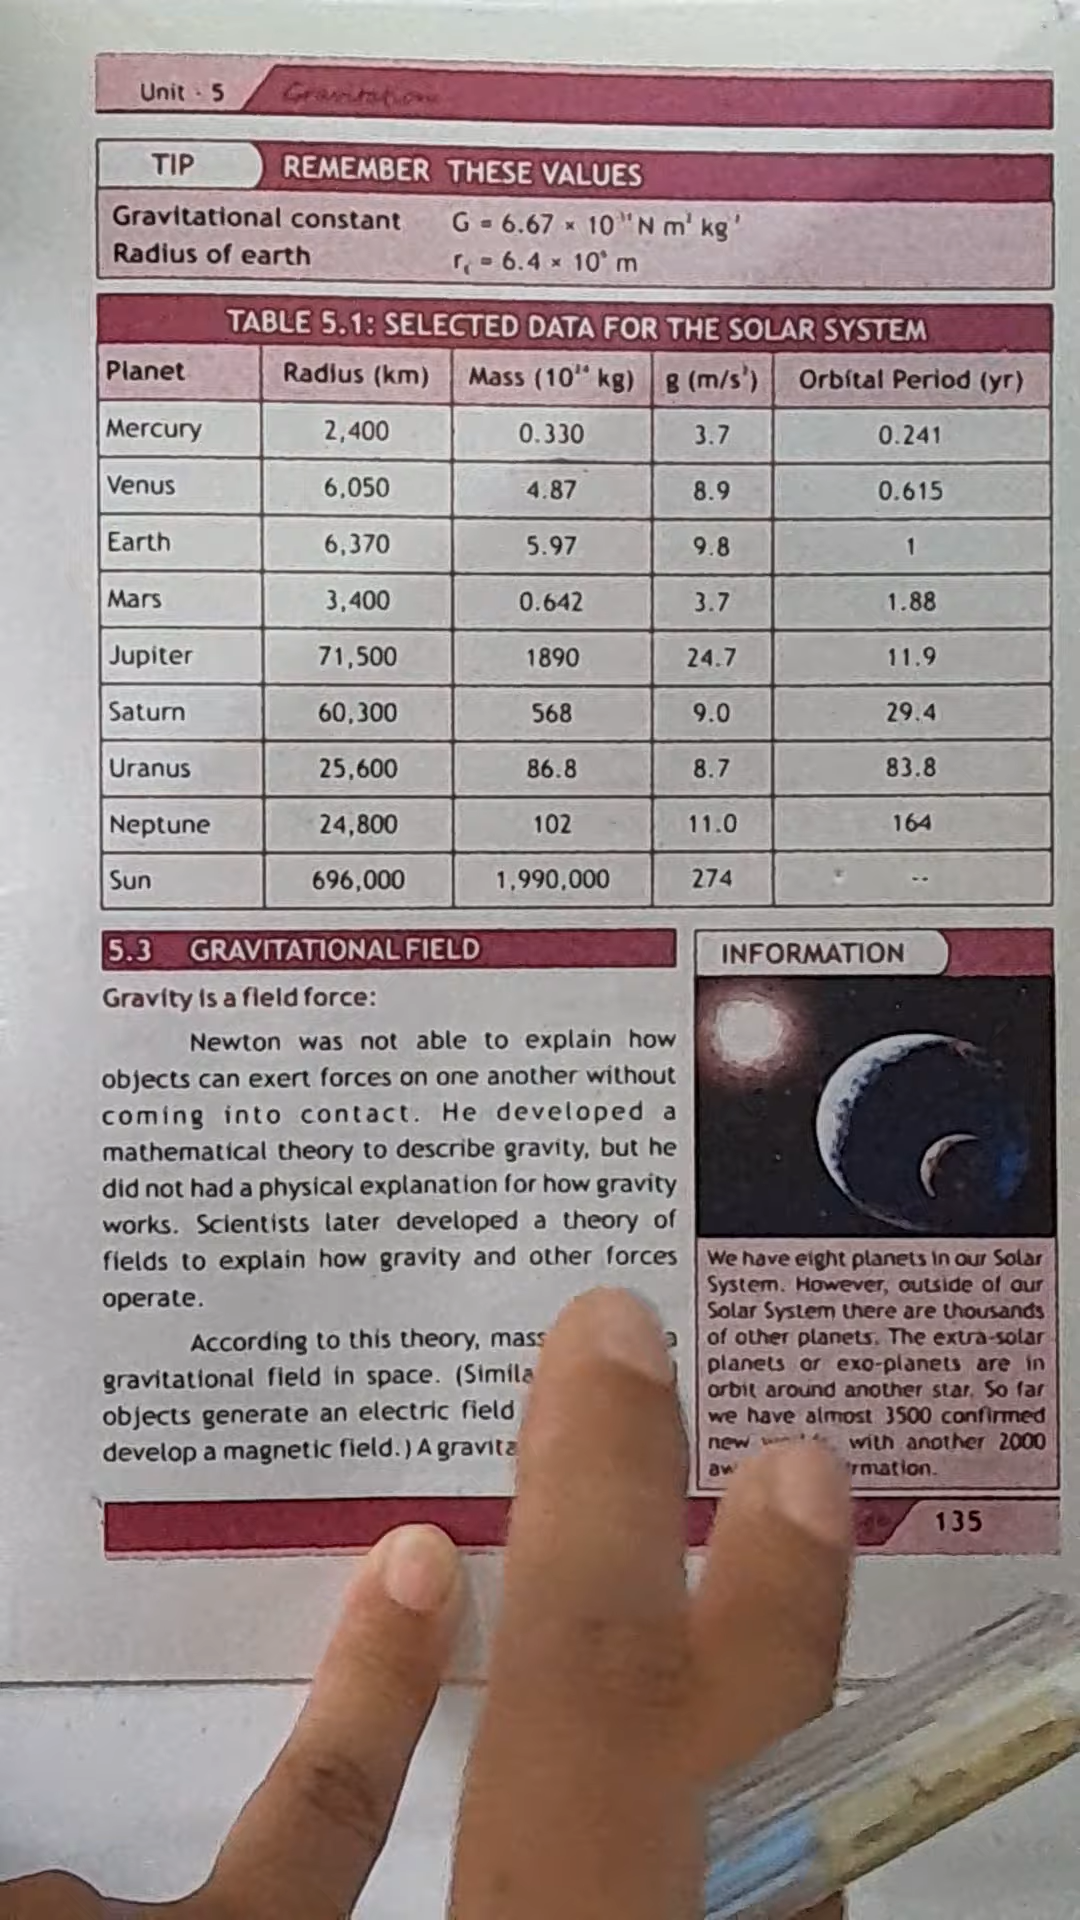 Unit - 5 Gravitation
TIP REMEMBER THESE VALUES
Gravitational constant G = 6.67 × 10⁻¹¹ N m² kg⁻²
Radius of earth = 6.4 × 10⁶ m
TABLE 5.1: SELECTED DATA FOR THE SOLAR SYSTEM
Planet Radius (km) Mass (10²⁴ kg) g (m/s²) Orbital Period (yr)
Mercury 2,400 0.330 3.7 0.241
Venus 6,050 4.87 8.9 0.615
Earth 6,370 5.97 9.8 1
Mars 3,400 0.642 3.7 1.88
Jupiter 71,500 1890 24.7 11.9
Saturn 60,300 568 9.0 29.4
Uranus 25,600 86.8 8.7 83.8
Neptune 24,800 102 11.0 164
Sun 696,000 1,990,000 274 --
5.3 GRAVITATIONAL FIELD
Gravity is a field force:
Newton was not able to explain how
objects can exert forces on one another without
coming into contact. He developed a
mathematical theory to describe gravity, but he
did not had a physical explanation for how gravity
works. Scientists later developed a theory of
fields to explain how gravity and other forces
operate.
According to this theory, mass a
gravitational field in space. (Simila
objects generate an electric field
develop a magnetic field.) A gravita
INFORMATION
We have eight planets in our Solar
System. However, outside of our
Solar System there are thousands
of other planets. The extra-solar
planets or exo-planets are in
orbit around another star. So far
we have almost 3500 confirmed
new with another 2000
aw rmation.
135